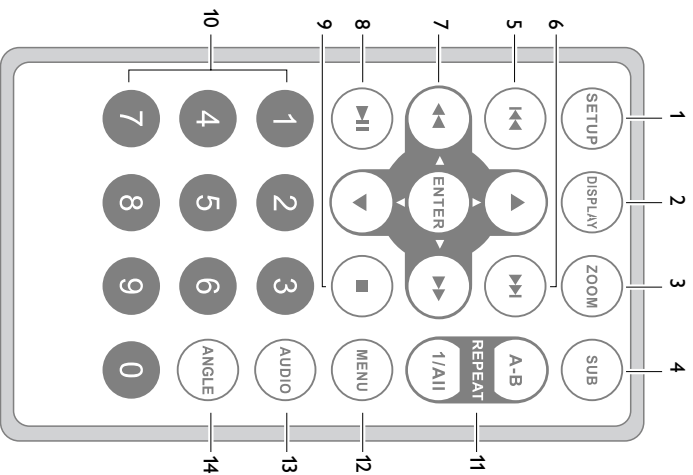 1 2 3 4
SETUP DISPLAY ZOOM SUB
6
5
A-B
REPEAT 11
1/All
7
ENTER
8 MENU 12
9
1 2 3 AUDIO 13
10 4 5 6 ANGLE 14
7 8 9 0